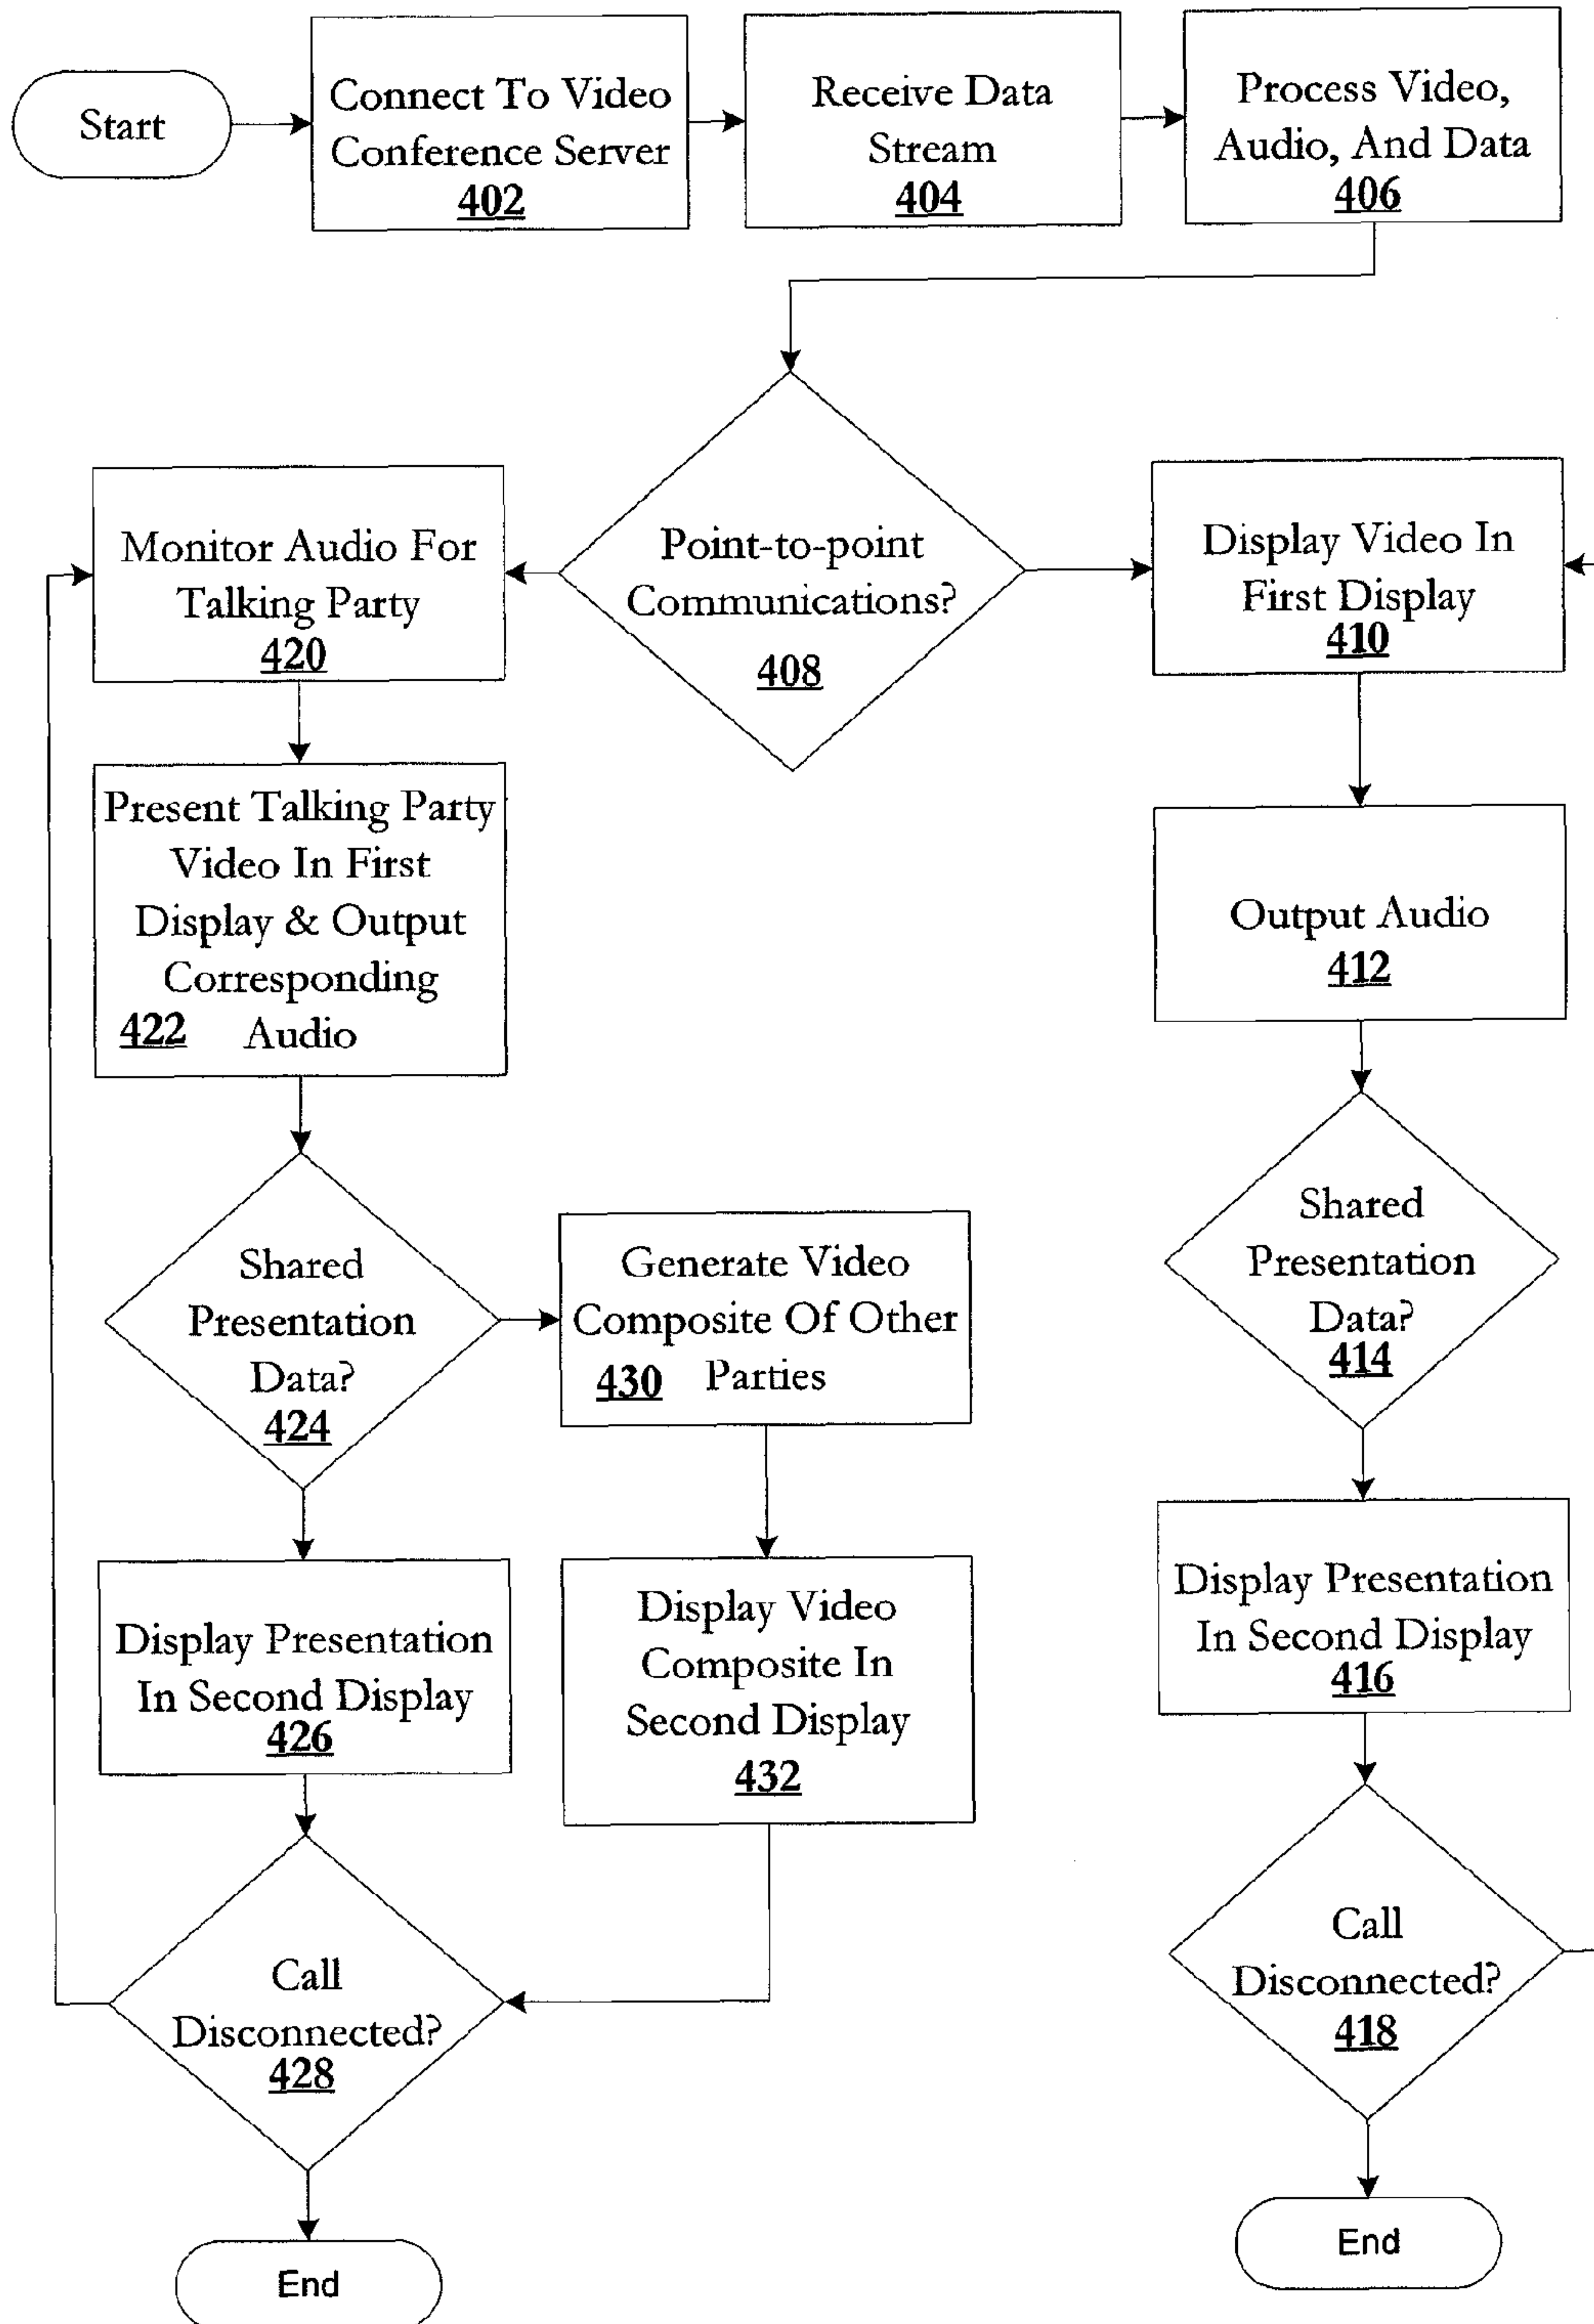 Start
Connect To Video
Conference Server
402
Receive Data
Stream
404
Process Video,
Audio, And Data
406
Point-to-point
Communications?
408
Monitor Audio For
Talking Party
420
Display Video In
First Display
410
Present Talking Party
Video In First
Display & Output
Corresponding
422 Audio
Output Audio
412
Shared
Presentation
Data?
424
Generate Video
Composite Of Other
430 Parties
Shared
Presentation
Data?
414
Display Presentation
In Second Display
426
Display Video
Composite In
Second Display
432
Display Presentation
In Second Display
416
Call
Disconnected?
428
Call
Disconnected?
418
End
End